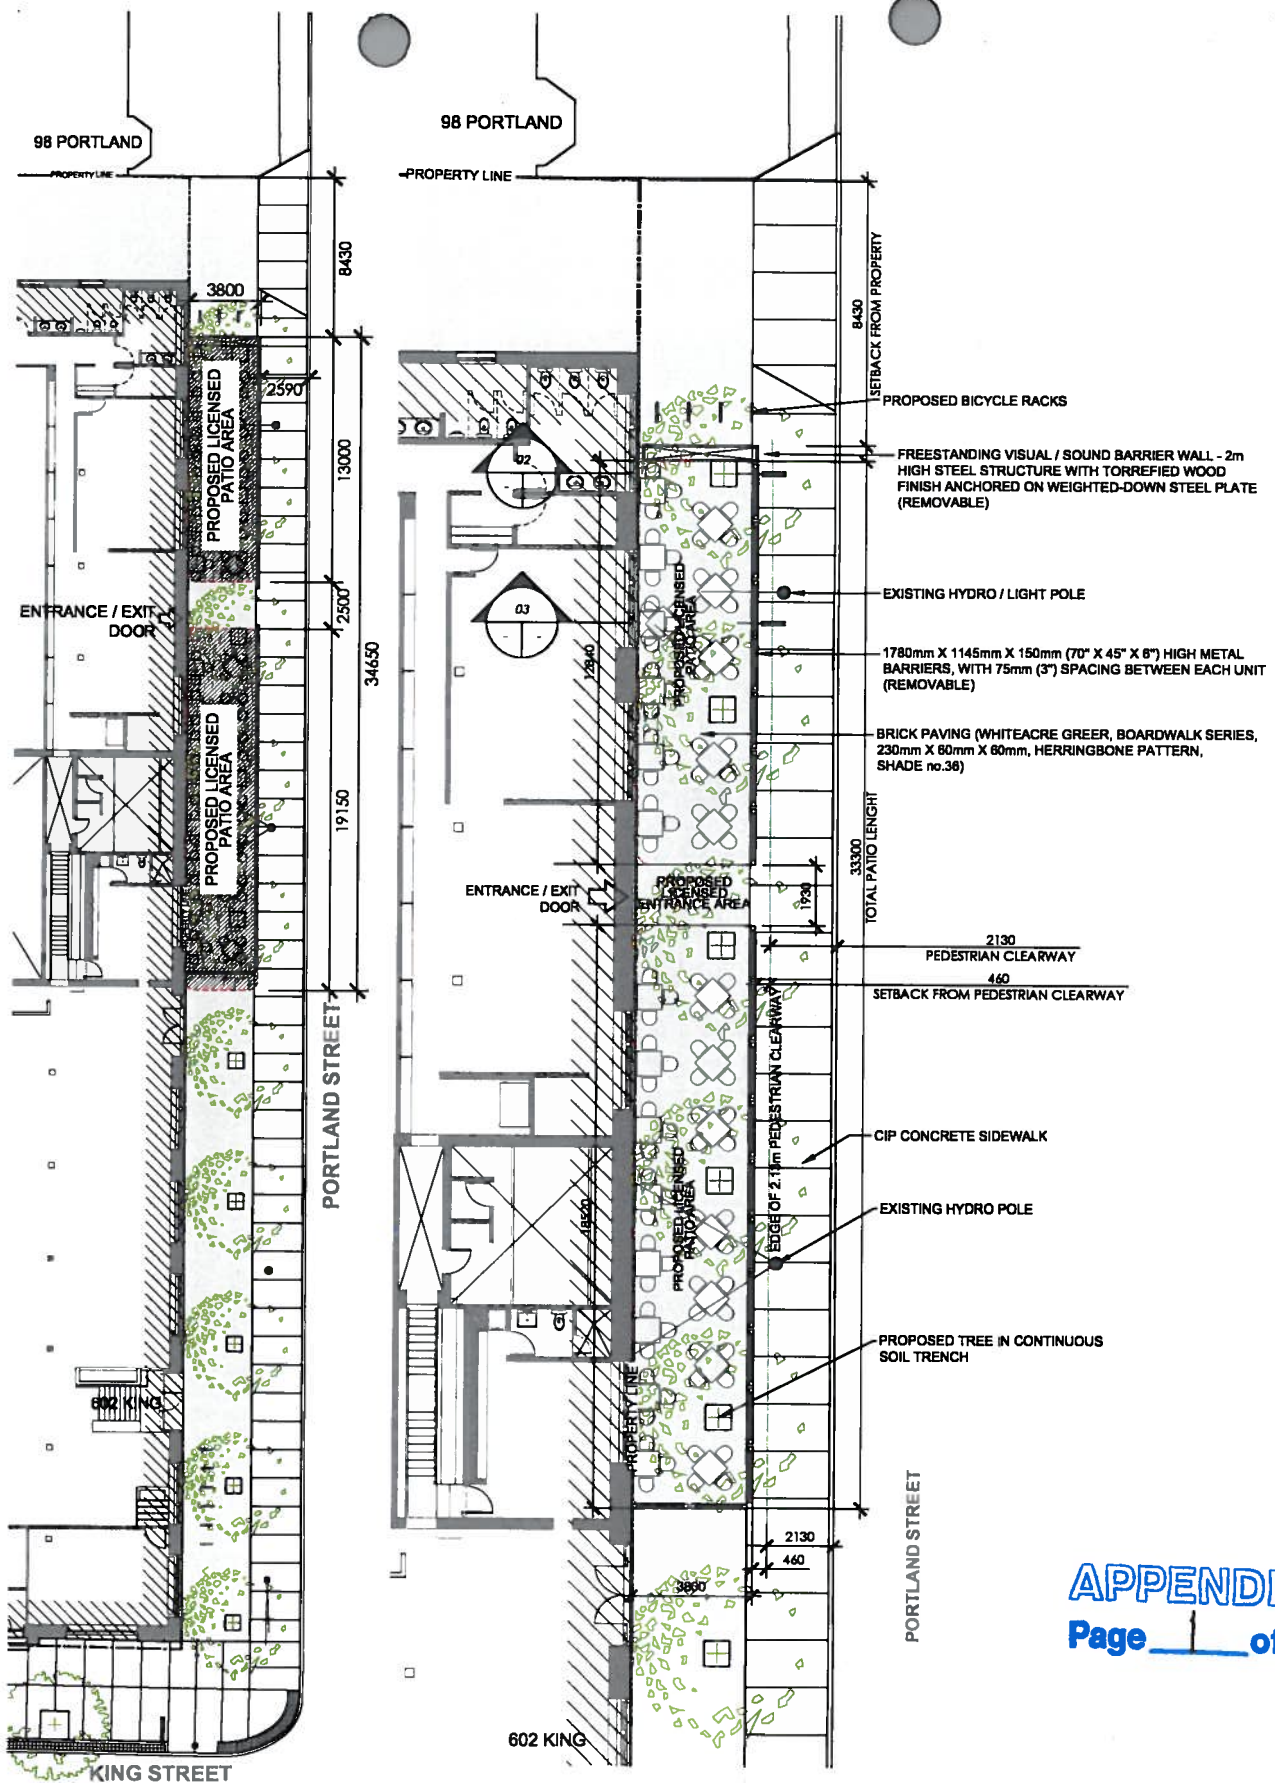 98 PORTLAND
PROPERTY LINE
8430
3800
2590
PROPOSED LICENSED
PATIO AREA
13000
ENTRANCE / EXIT
DOOR
2500
34650
PROPOSED LICENSED
PATIO AREA
19150
PORTLAND STREET
602 KING
KING STREET
98 PORTLAND
PROPERTY LINE
8430
SETBACK FROM PROPERTY
PROPOSED BICYCLE RACKS
FREESTANDING VISUAL / SOUND BARRIER WALL - 2m
HIGH STEEL STRUCTURE WITH TORREFIED WOOD
FINISH ANCHORED ON WEIGHTED-DOWN STEEL PLATE
(REMOVABLE)
02
EXISTING HYDRO / LIGHT POLE
03
PROPOSED LICENSED
PATIO AREA
12840
1780mm X 1145mm X 150mm (70" X 45" X 6") HIGH METAL
BARRIERS, WITH 75mm (3") SPACING BETWEEN EACH UNIT
(REMOVABLE)
BRICK PAVING (WHITEACRE GREER, BOARDWALK SERIES,
230mm X 60mm X 60mm, HERRINGBONE PATTERN,
SHADE no.36)
33300
TOTAL PATIO LENGHT
ENTRANCE / EXIT
DOOR
PROPOSED
LICENSED
ENTRANCE AREA
1930
2130
PEDESTRIAN CLEARWAY
460
SETBACK FROM PEDESTRIAN CLEARWAY
EDGE OF 2.13m PEDESTRIAN CLEARWAY
CIP CONCRETE SIDEWALK
PROPOSED LICENSED
PATIO AREA
18520
EXISTING HYDRO POLE
PROPOSED TREE IN CONTINUOUS
SOIL TRENCH
PROPERTY LINE
PORTLAND STREET
2130
460
3800
602 KING
APPENDI
Page 1 of